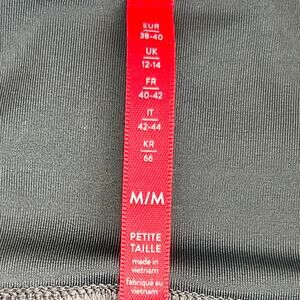 EUR
38-40
UK
12-14
FR
40-42
IT
42-44
KR
66
M/M
PETITE
TAILLE
made in
vietnam
fabriqué au
vietnam